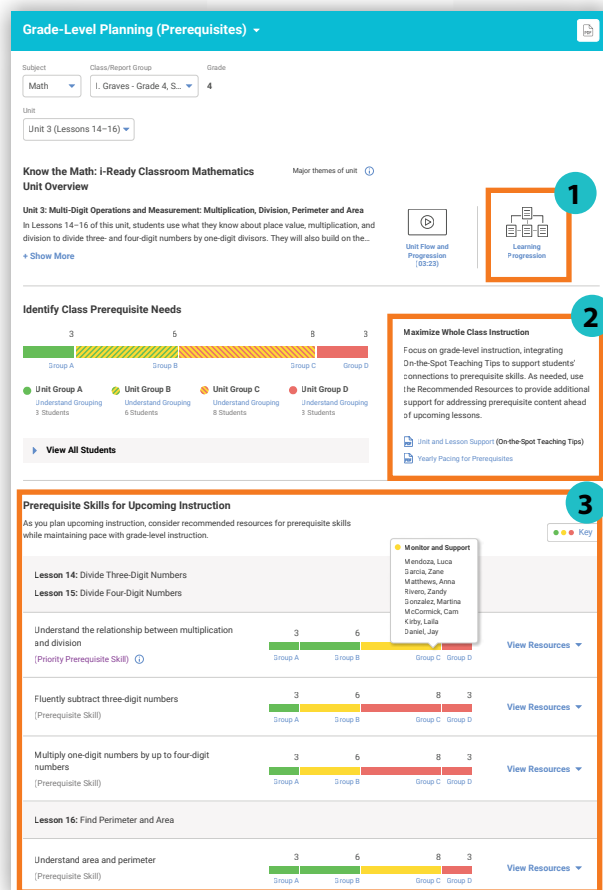 Grade-Level Planning (Prerequisites)
PDF
Subject
Class/Report Group
Grade
Math
I. Graves - Grade 4, S...
4
Unit
Unit 3 (Lessons 14–16)
Know the Math: i-Ready Classroom Mathematics
Unit Overview
Major themes of unit
Unit 3: Multi-Digit Operations and Measurement: Multiplication, Division, Perimeter and Area
In Lessons 14–16 of this unit, students use what they know about place value, multiplication, and
division to divide three- and four-digit numbers by one-digit divisors. They will also build on the...
+ Show More
Unit Flow and
Progression
(03:23)
1
Learning
Progression
Identify Class Prerequisite Needs
3 6 8 3
Group A Group B Group C Group D
Unit Group A Unit Group B Unit Group C Unit Group D
Understand Grouping Understand Grouping Understand Grouping Understand Grouping
3 Students 6 Students 8 Students 3 Students
View All Students
2
Maximize Whole Class Instruction
Focus on grade-level instruction, integrating
On-the-Spot Teaching Tips to support students'
connections to prerequisite skills. As needed, use
the Recommended Resources to provide additional
support for addressing prerequisite content ahead
of upcoming lessons.
PDF Unit and Lesson Support (On-the-Spot Teaching Tips)
PDF Yearly Pacing for Prerequisites
3
Prerequisite Skills for Upcoming Instruction
As you plan upcoming instruction, consider recommended resources for prerequisite skills
while maintaining pace with grade-level instruction.
Key
Monitor and Support
Mendoza, Luca
Garcia, Zane
Matthews, Anna
Rivero, Zandy
Gonzalez, Martina
McCormick, Cam
Kirby, Laila
Daniel, Jay
Lesson 14: Divide Three-Digit Numbers
Lesson 15: Divide Four-Digit Numbers
Understand the relationship between multiplication
and division
(Priority Prerequisite Skill)
3 6
Group A Group B Group C Group D
View Resources
Fluently subtract three-digit numbers
(Prerequisite Skill)
3 6 8 3
Group A Group B Group C Group D
View Resources
Multiply one-digit numbers by up to four-digit
numbers
(Prerequisite Skill)
3 6 8 3
Group A Group B Group C Group D
View Resources
Lesson 16: Find Perimeter and Area
Understand area and perimeter
(Prerequisite Skill)
3 6 8 3
Group A Group B Group C Group D
View Resources